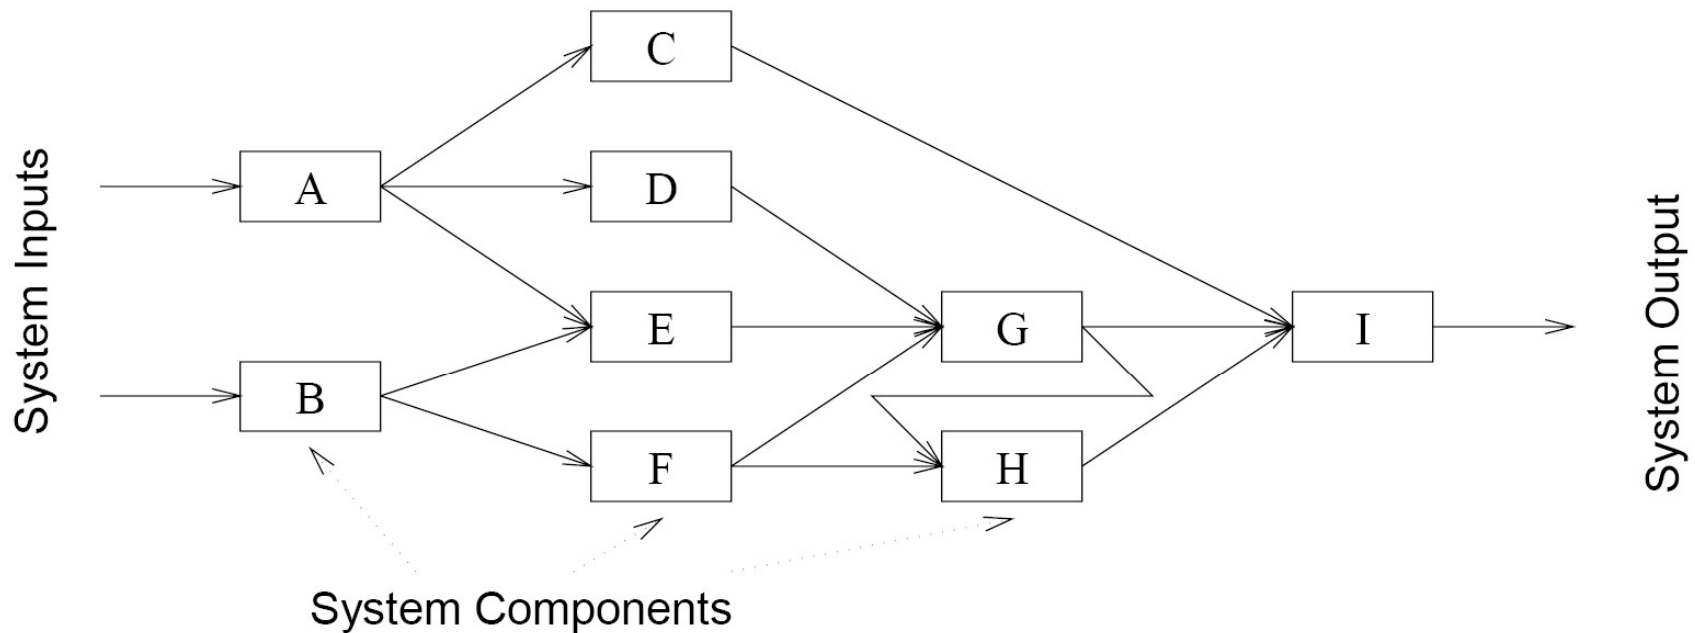 System Inputs
A
B
C
D
E
F
G
H
I
System Output
System Components